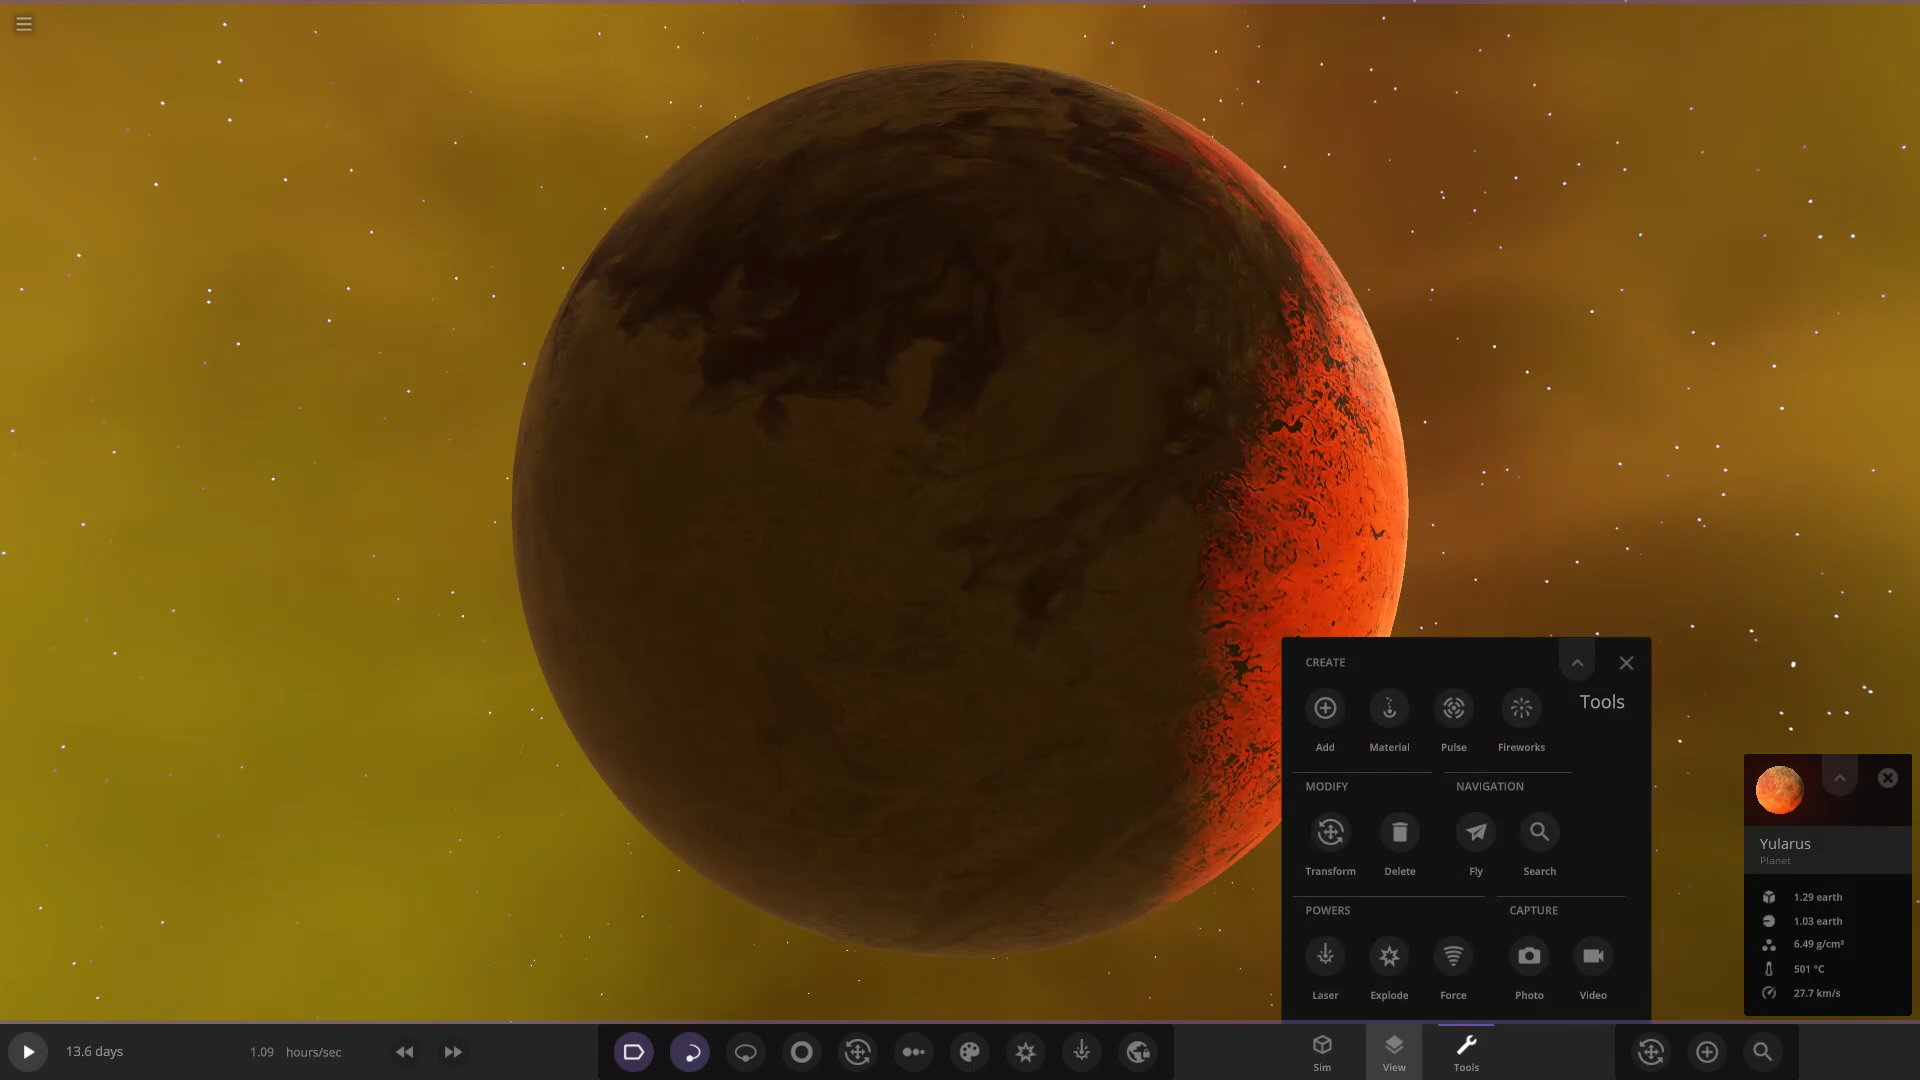 CREATE
Tools
Add Material Pulse Fireworks
MODIFY NAVIGATION
Transform Delete Fly Search
POWERS CAPTURE
Laser Explode Force Photo Video
Yularus
Planet
1.29 earth
1.03 earth
6.49 g/cm³
501 °C
27.7 km/s
13.6 days 1.09 hours/sec
Sim View Tools